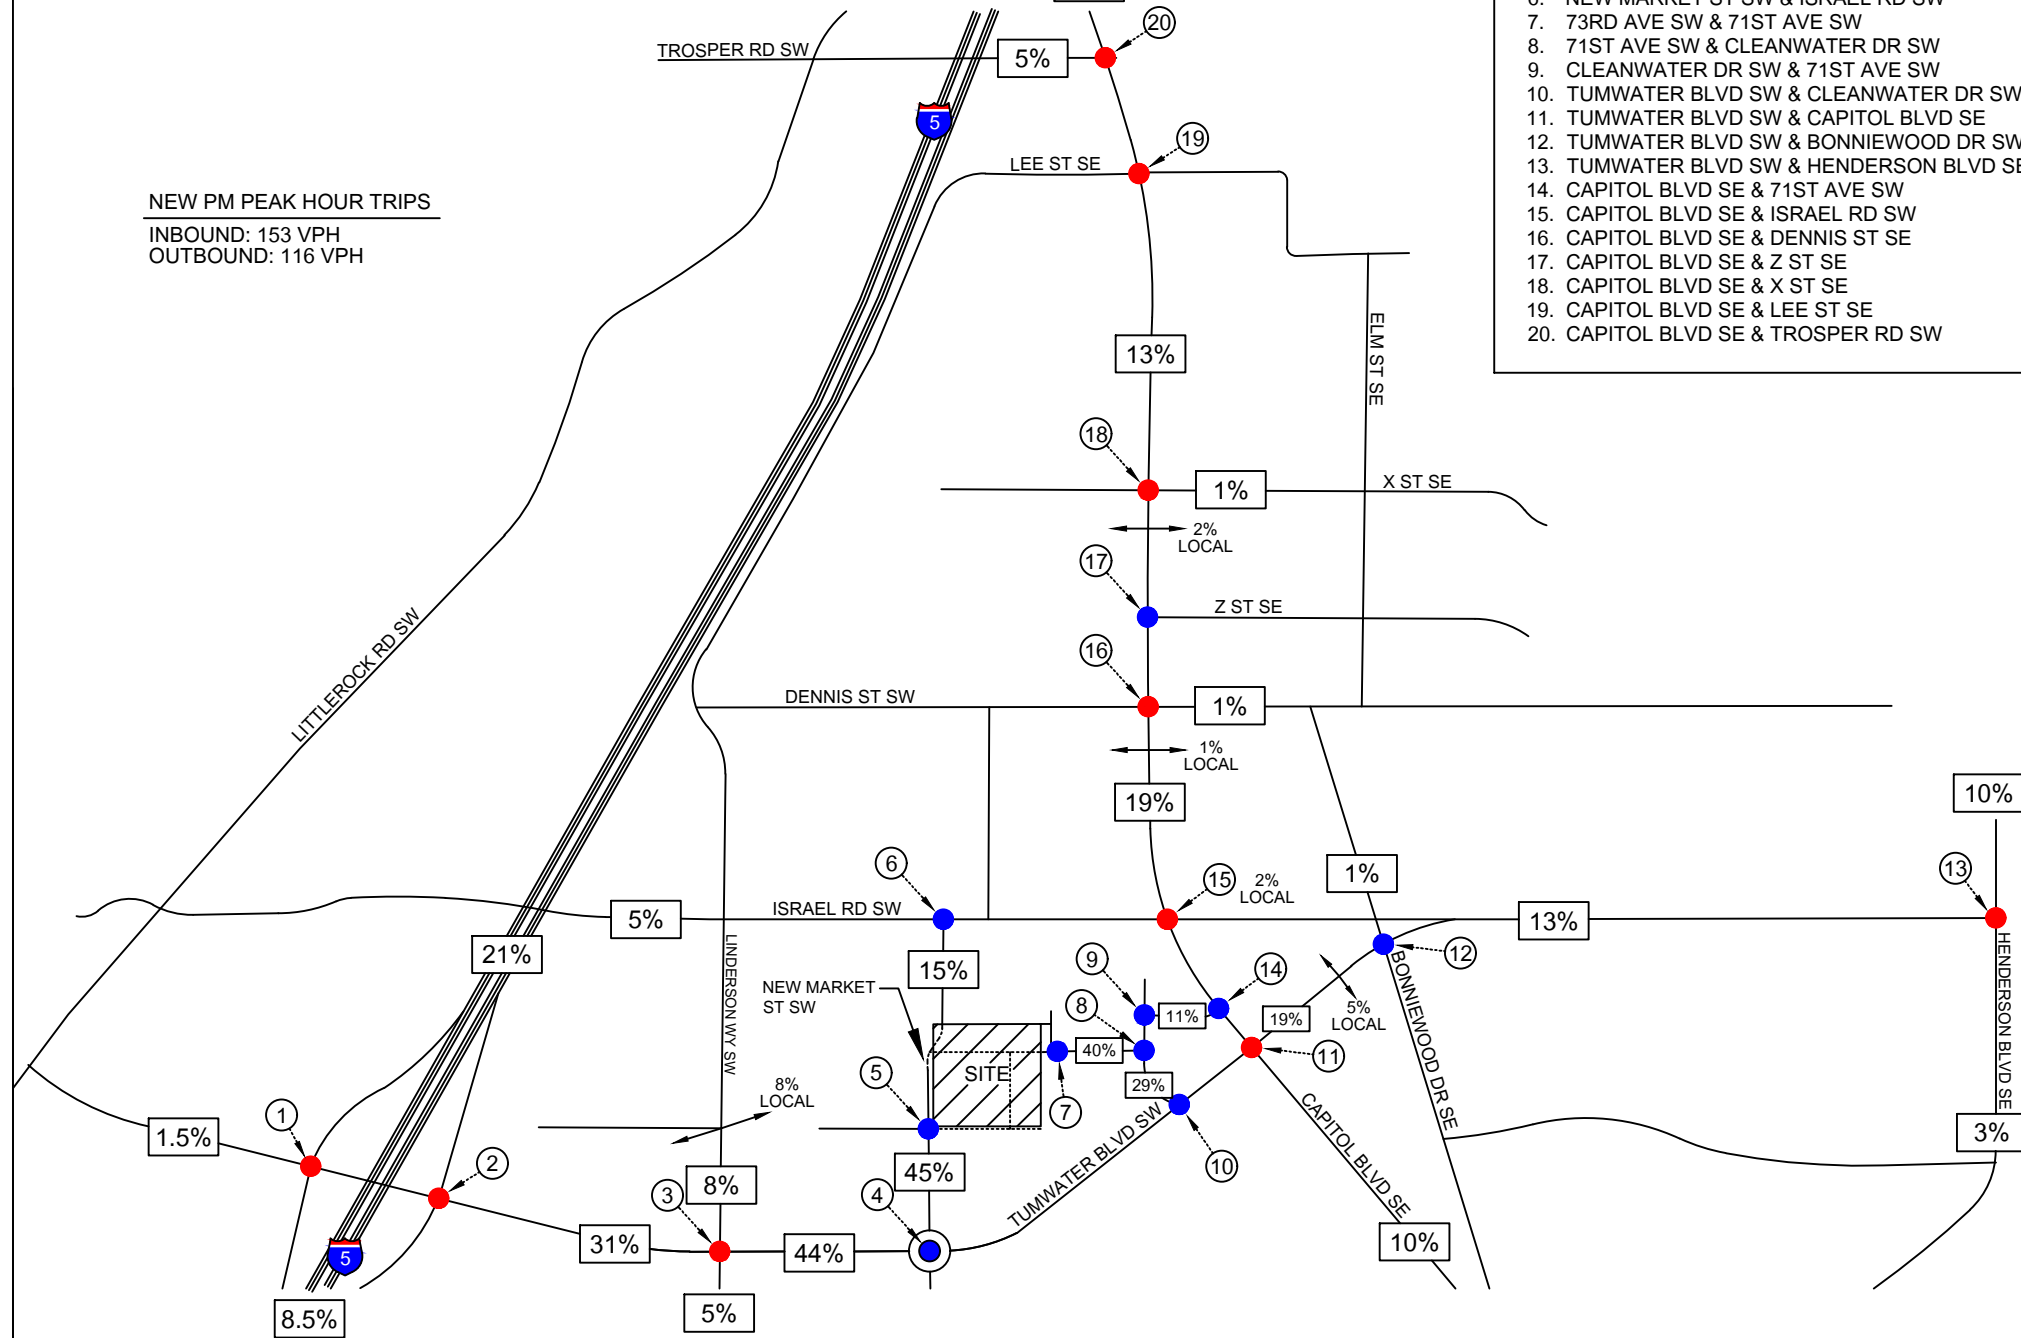 6. NEW MARKET ST SW & ISRAEL RD SW
7. 73RD AVE SW & 71ST AVE SW
8. 71ST AVE SW & CLEANWATER DR SW
9. CLEANWATER DR SW & 71ST AVE SW
10. TUMWATER BLVD SW & CLEANWATER DR SW
11. TUMWATER BLVD SW & CAPITOL BLVD SE
12. TUMWATER BLVD SW & BONNIEWOOD DR SW
13. TUMWATER BLVD SW & HENDERSON BLVD SE
14. CAPITOL BLVD SE & 71ST AVE SW
15. CAPITOL BLVD SE & ISRAEL RD SW
16. CAPITOL BLVD SE & DENNIS ST SE
17. CAPITOL BLVD SE & Z ST SE
18. CAPITOL BLVD SE & X ST SE
19. CAPITOL BLVD SE & LEE ST SE
20. CAPITOL BLVD SE & TROSPER RD SW
NEW PM PEAK HOUR TRIPS
INBOUND: 153 VPH
OUTBOUND: 116 VPH
20
TROSPER RD SW
5%
5
19
LEE ST SE
ELM ST SE
13%
18
1%
X ST SE
2%
LOCAL
17
Z ST SE
16
LITTLEROCK RD SW
DENNIS ST SW
1%
1%
LOCAL
19%
10%
6
15
2%
LOCAL
1%
13
5%
ISRAEL RD SW
13%
21%
LINDERSON WY SW
15%
NEW MARKET
ST SW
9
14
12
BONNIEWOOD DR SE
HENDERSON BLVD SE
8
11%
19%
5%
LOCAL
40%
11
SITE
5
8%
LOCAL
29%
7
1
1.5%
CAPITOL BLVD SE
3%
2
45%
10
8%
3
4
TUMWATER BLVD SW
31%
44%
10%
5
8.5%
5%